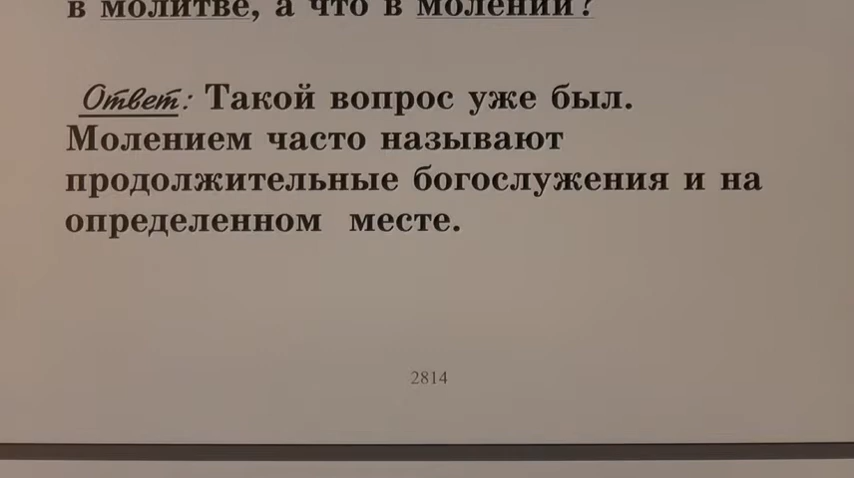 в молитве, а что в молении?
Ответ: Такой вопрос уже был.
Молением часто называют
продолжительные богослужения и на
определенном месте.
2814